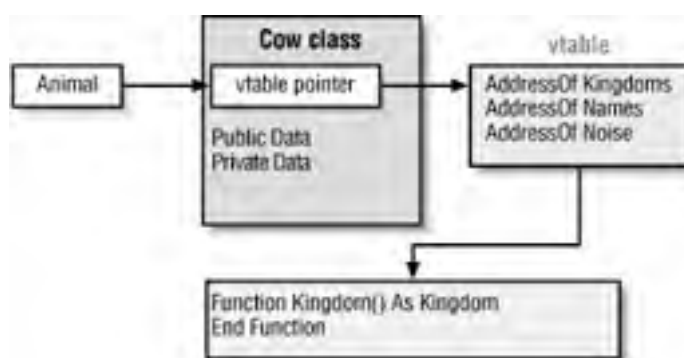 Cow class
vtable
Animal
vtable pointer
Public Data
Private Data
AddressOf Kingdoms
AddressOf Names
AddressOf Noise
Function Kingdom() As Kingdom
End Function